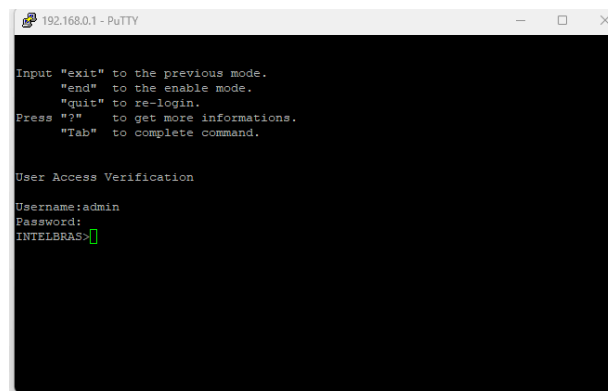 192.168.0.1 - PuTTY
Input "exit" to the previous mode.
"end" to the enable mode.
"quit" to re-login.
Press "?" to get more informations.
"Tab" to complete command.
User Access Verification
Username:admin
Password:
INTELBRAS>